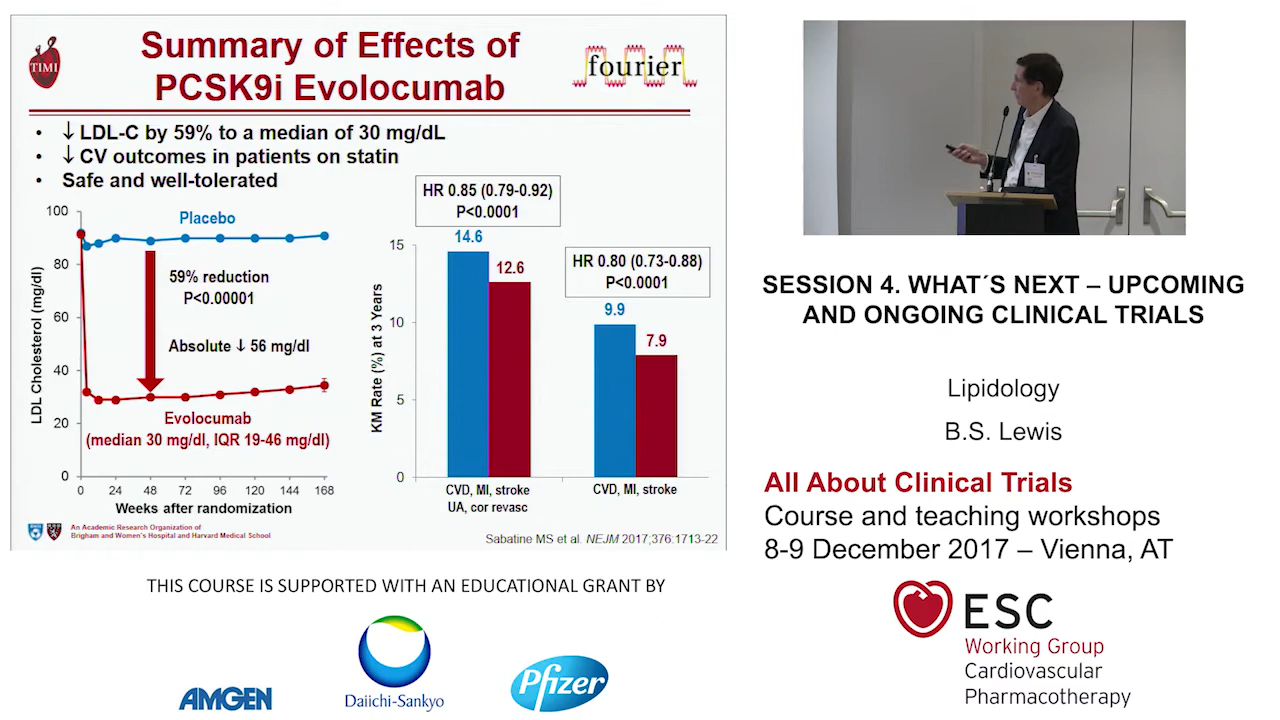 TIMI
Summary of Effects of
PCSK9i Evolocumab
fourier
• ↓ LDL-C by 59% to a median of 30 mg/dL
• ↓ CV outcomes in patients on statin
• Safe and well-tolerated
LDL Cholesterol (mg/dl)
100
80
60
40
20
0
Placebo
59% reduction
P<0.00001
Absolute ↓ 56 mg/dl
Evolocumab
(median 30 mg/dl, IQR 19-46 mg/dl)
0 24 48 72 96 120 144 168
Weeks after randomization
KM Rate (%) at 3 Years
15
10
5
0
HR 0.85 (0.79-0.92)
P<0.0001
14.6
12.6
HR 0.80 (0.73-0.88)
P<0.0001
9.9
7.9
CVD, MI, stroke
UA, cor revasc
CVD, MI, stroke
An Academic Research Organization of
Brigham and Women's Hospital and Harvard Medical School
Sabatine MS et al. NEJM 2017;376:1713-22
THIS COURSE IS SUPPORTED WITH AN EDUCATIONAL GRANT BY
AMGEN
Daiichi-Sankyo
Pfizer
SESSION 4. WHAT´S NEXT – UPCOMING
AND ONGOING CLINICAL TRIALS
Lipidology
B.S. Lewis
All About Clinical Trials
Course and teaching workshops
8-9 December 2017 – Vienna, AT
ESC
Working Group
Cardiovascular
Pharmacotherapy